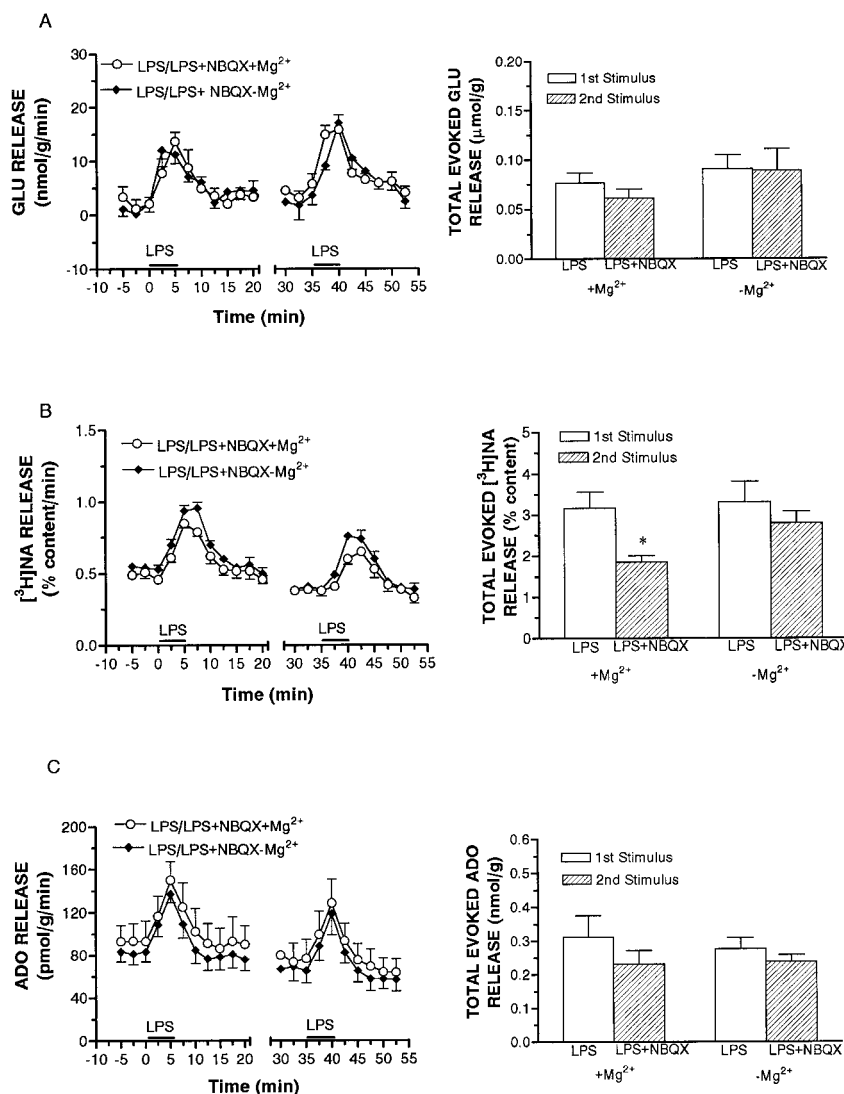 A
LPS/LPS+NBQX+Mg²⁺
LPS/LPS+ NBQX-Mg²⁺
GLU RELEASE
(nmol/g/min)
30
20
10
0
-10
LPS
LPS
-10 -5 0 5 10 15 20 30 35 40 45 50 55
Time (min)
TOTAL EVOKED GLU
RELEASE (μmol/g)
0.20
0.15
0.10
0.05
0.00
1st Stimulus
2nd Stimulus
LPS LPS+NBQX LPS LPS+NBQX
+Mg²⁺ -Mg²⁺
B
LPS/LPS+NBQX+Mg²⁺
LPS/LPS+NBQX-Mg²⁺
[³H]NA RELEASE
(% content/min)
1.5
1.0
0.5
0.0
LPS
LPS
-10 -5 0 5 10 15 20 30 35 40 45 50 55
Time (min)
TOTAL EVOKED [³H]NA
RELEASE (% content)
5
4
3
2
1
0
1st Stimulus
2nd Stimulus
*
LPS LPS+NBQX LPS LPS+NBQX
+Mg²⁺ -Mg²⁺
C
LPS/LPS+NBQX+Mg²⁺
LPS/LPS+NBQX-Mg²⁺
ADO RELEASE
(pmol/g/min)
200
160
120
80
40
0
LPS
LPS
-10 -5 0 5 10 15 20 30 35 40 45 50 55
Time (min)
TOTAL EVOKED ADO
RELEASE (nmol/g)
0.6
0.5
0.4
0.3
0.2
0.1
0.0
1st Stimulus
2nd Stimulus
LPS LPS+NBQX LPS LPS+NBQX
+Mg²⁺ -Mg²⁺